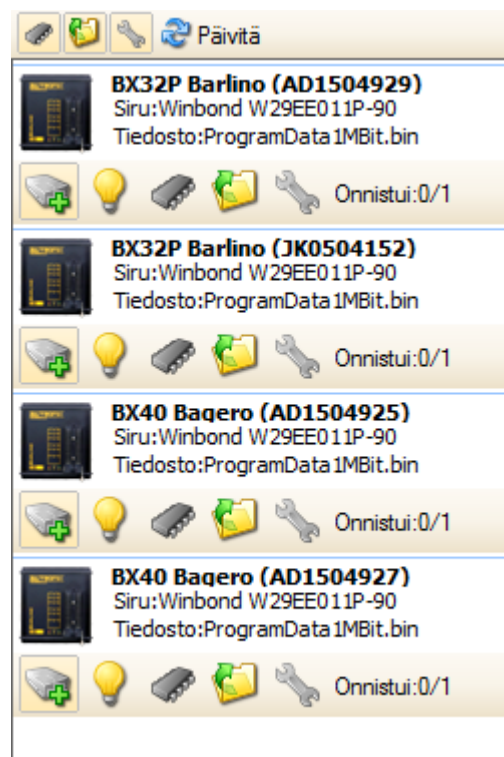 Päivitä
BX32P Barlino (AD1504929)
Siru:Winbond W29EE011P-90
Tiedosto:ProgramData1MBit.bin
Onnistui:0/1
BX32P Barlino (JK0504152)
Siru:Winbond W29EE011P-90
Tiedosto:ProgramData1MBit.bin
Onnistui:0/1
BX40 Bagero (AD1504925)
Siru:Winbond W29EE011P-90
Tiedosto:ProgramData1MBit.bin
Onnistui:0/1
BX40 Bagero (AD1504927)
Siru:Winbond W29EE011P-90
Tiedosto:ProgramData1MBit.bin
Onnistui:0/1